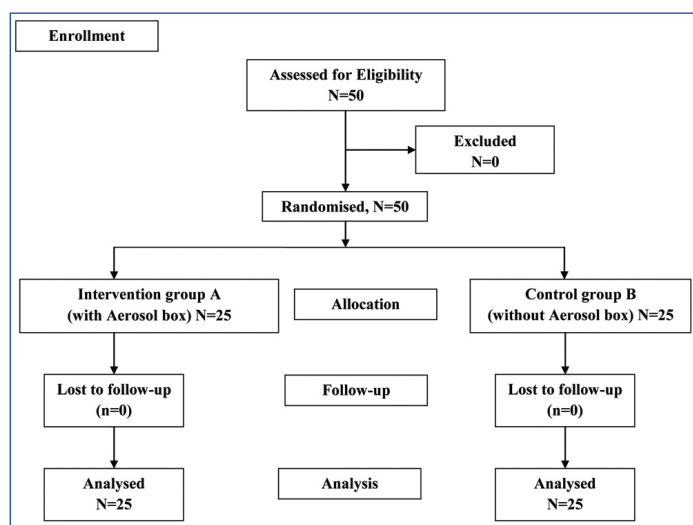 Enrollment
Assessed for Eligibility
N=50
Excluded
N=0
Randomised, N=50
Intervention group A
(with Aerosol box) N=25
Allocation
Control group B
(without Aerosol box) N=25
Lost to follow-up
(n=0)
Follow-up
Lost to follow-up
(n=0)
Analysed
N=25
Analysis
Analysed
N=25